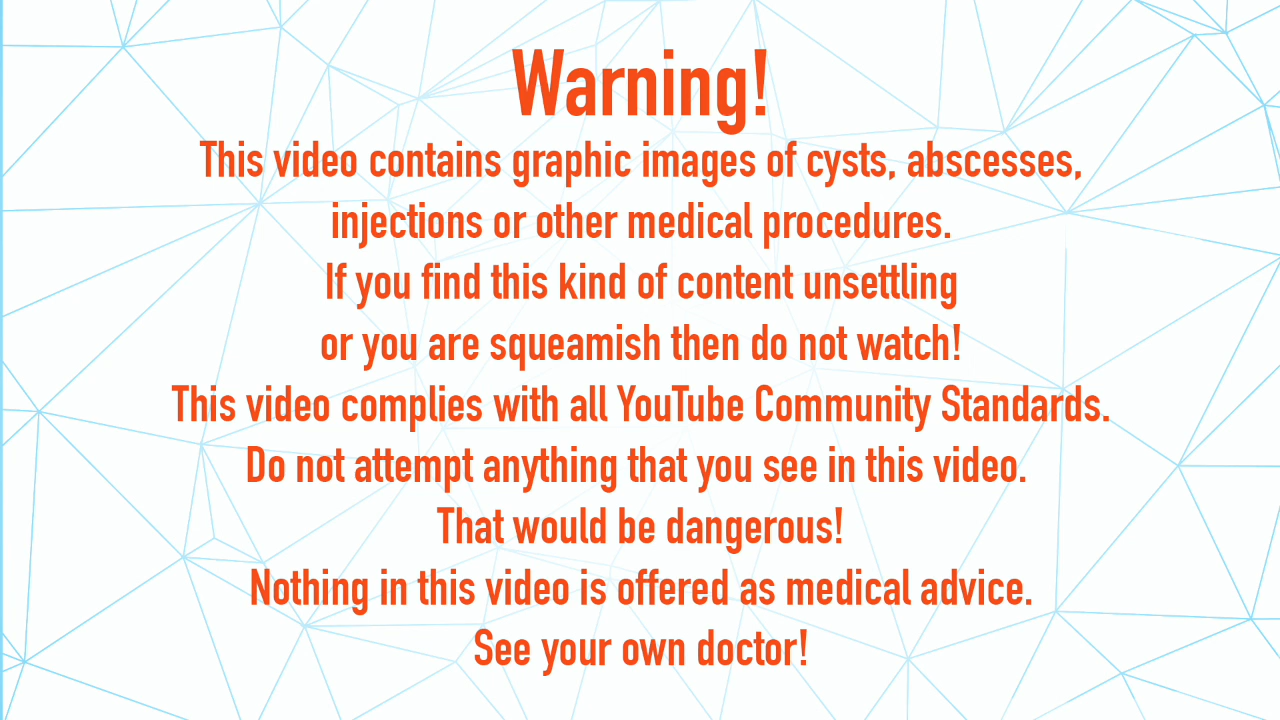 Warning!
This video contains graphic images of cysts, abscesses,
injections or other medical procedures.
If you find this kind of content unsettling
or you are squeamish then do not watch!
This video complies with all YouTube Community Standards.
Do not attempt anything that you see in this video.
That would be dangerous!
Nothing in this video is offered as medical advice.
See your own doctor!